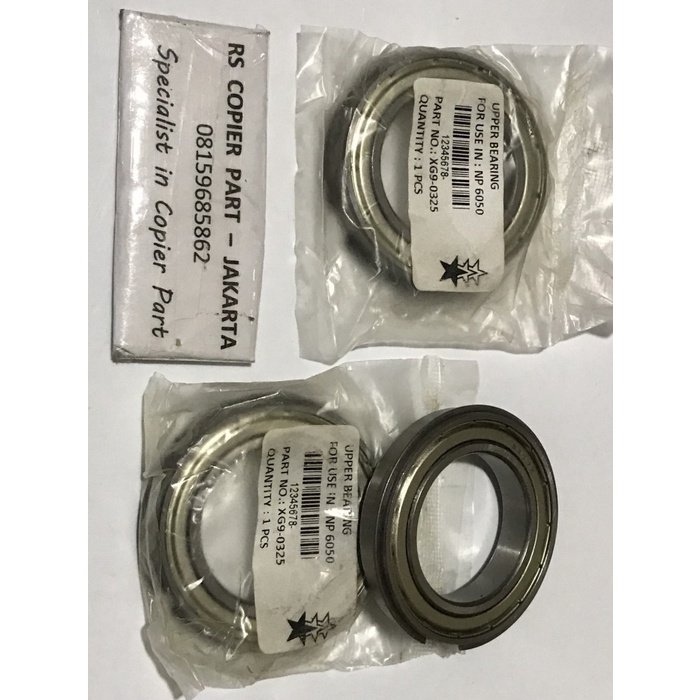 RS COPIER PART – JAKARTA
08159685862
Specialist in Copier Part
UPPER BEARING
FOR USE IN : NP 6050
12345678-
PART NO.: XG9-0325
QUANTITY : 1 PCS
UPPER BEARING
FOR USE IN : NP 6050
12345678-
PART NO.: XG9-0325
QUANTITY : 1 PCS